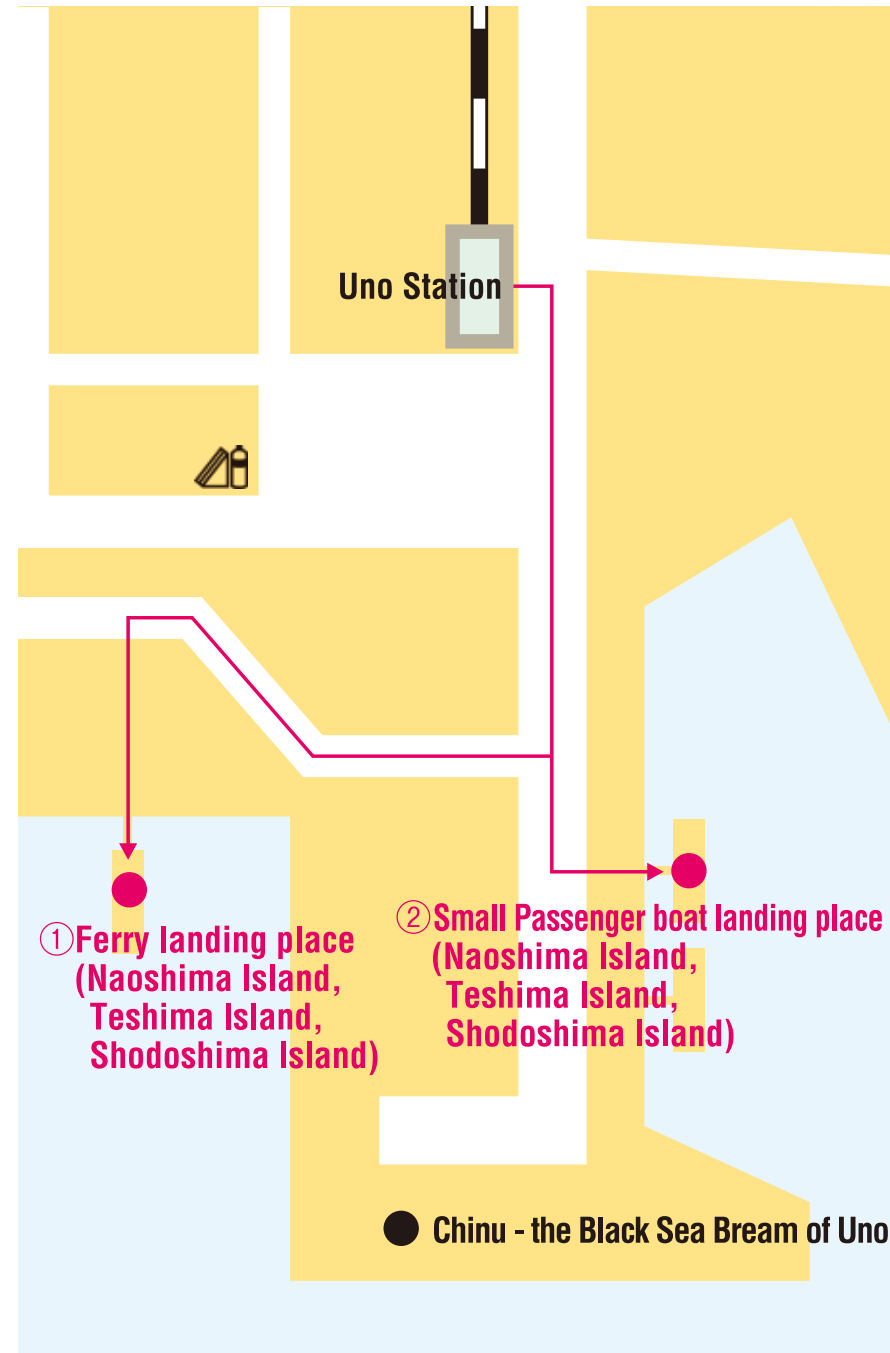 Uno Station
①Ferry landing place
(Naoshima Island,
Teshima Island,
Shodoshima Island)
②Small Passenger boat landing place
(Naoshima Island,
Teshima Island,
Shodoshima Island)
Chinu - the Black Sea Bream of Uno